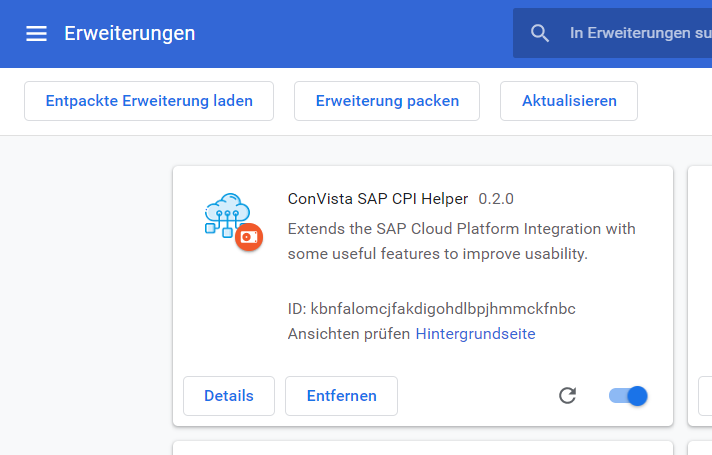 Erweiterungen
In Erweiterungen su
Entpackte Erweiterung laden
Erweiterung packen
Aktualisieren
ConVista SAP CPI Helper 0.2.0
Extends the SAP Cloud Platform Integration with
some useful features to improve usability.
ID: kbnfalomcjfakdigohdlbpjhmmckfnbc
Ansichten prüfen Hintergrundseite
Details
Entfernen